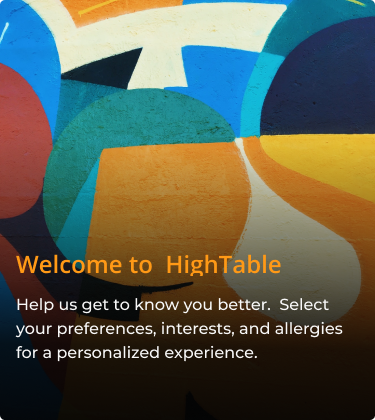 Welcome to  HighTable
Help us get to know you better.  Select
your preferences, interests, and allergies
for a personalized experience.